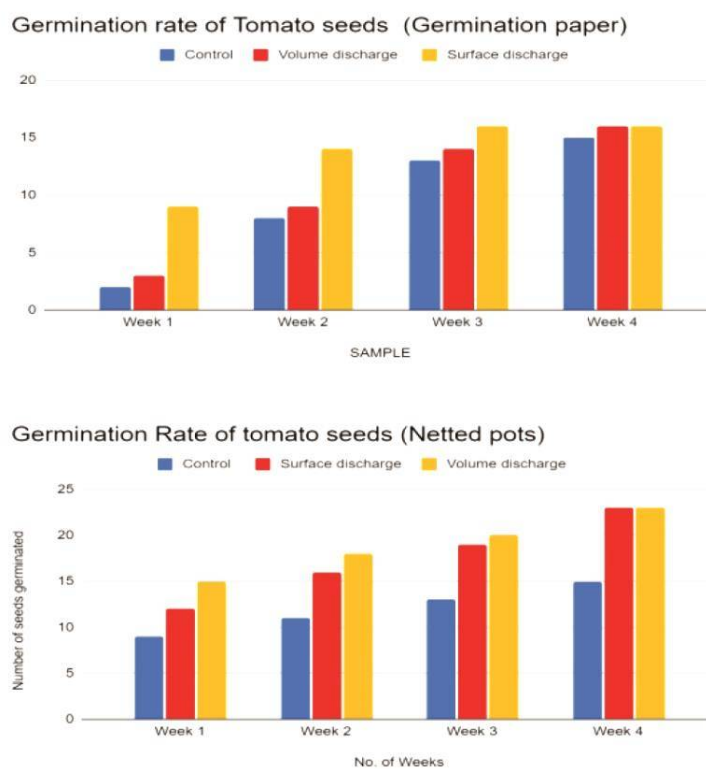 Germination rate of Tomato seeds (Germination paper)
Control Volume discharge Surface discharge
20
15
10
5
0
Week 1 Week 2 Week 3 Week 4
SAMPLE
Germination Rate of tomato seeds (Netted pots)
Control Surface discharge Volume discharge
Number of seeds germinated
25
20
15
10
5
0
Week 1 Week 2 Week 3 Week 4
No. of Weeks